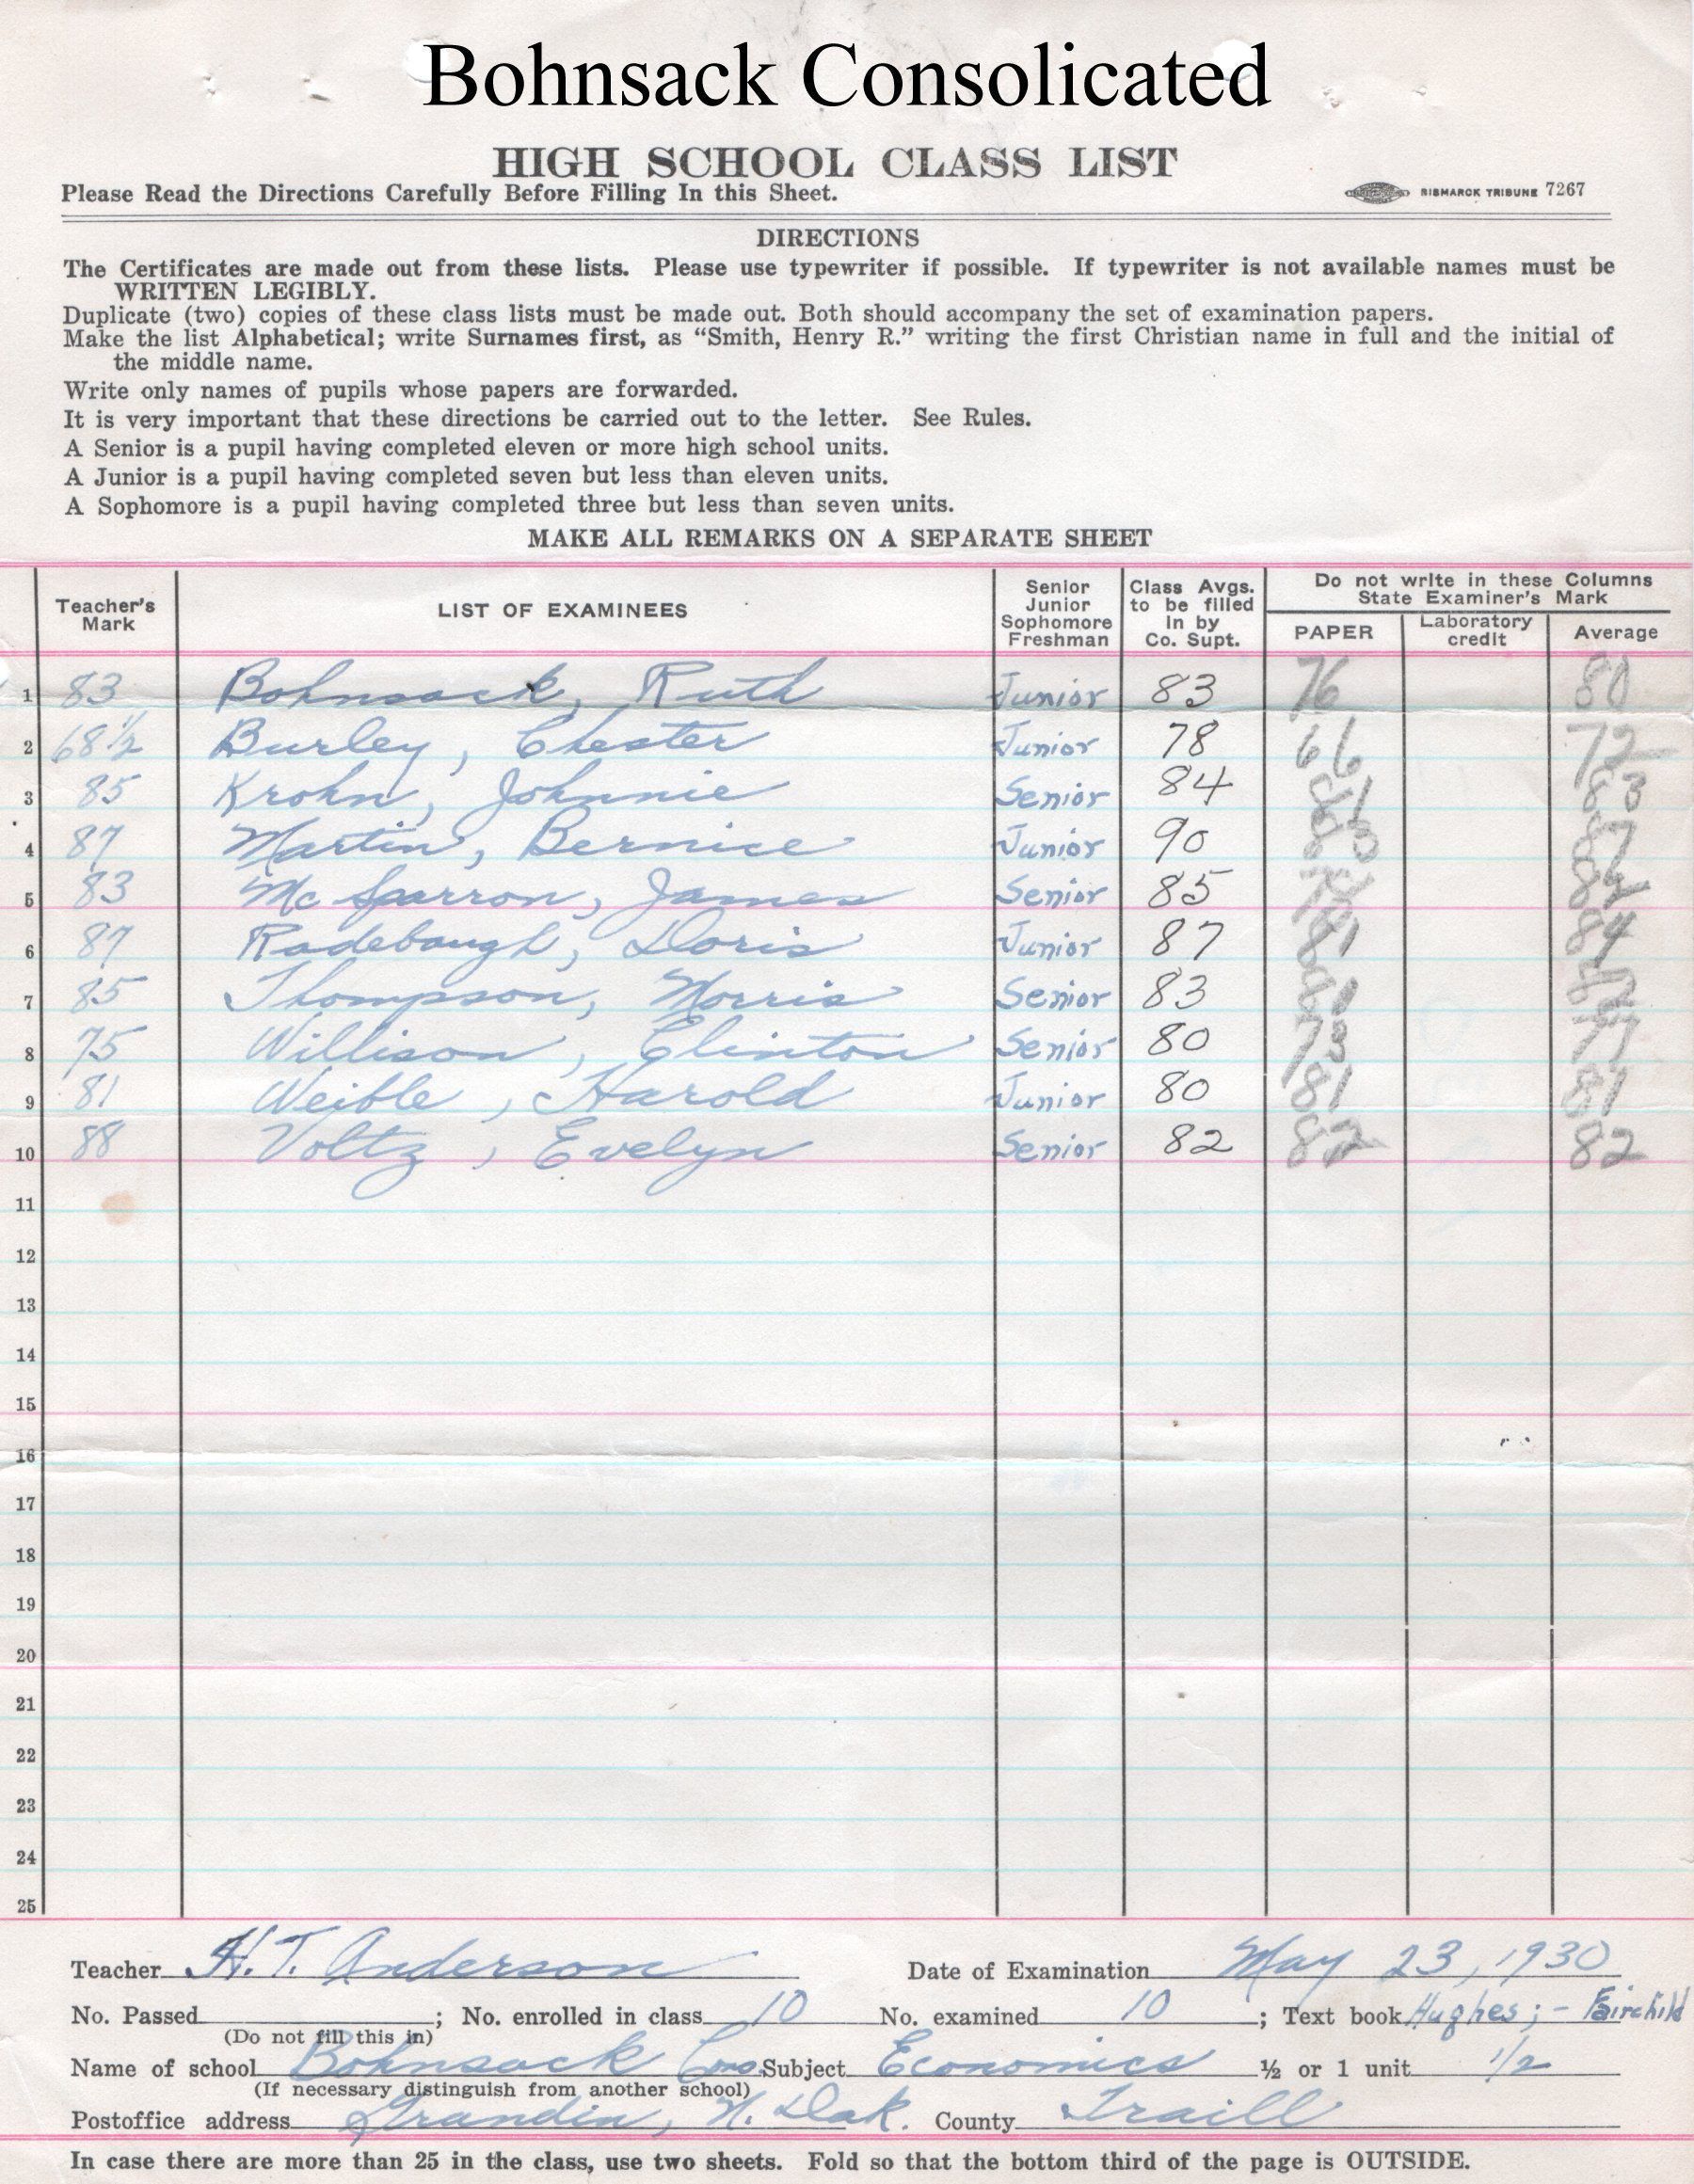 Bohnsack Consolicated
HIGH SCHOOL CLASS LIST
Please Read the Directions Carefully Before Filling In this Sheet. BISMARCK TRIBUNE 7267
DIRECTIONS
The Certificates are made out from these lists. Please use typewriter if possible. If typewriter is not available names must be
WRITTEN LEGIBLY.
Duplicate (two) copies of these class lists must be made out. Both should accompany the set of examination papers.
Make the list Alphabetical; write Surnames first, as “Smith, Henry R.” writing the first Christian name in full and the initial of
the middle name.
Write only names of pupils whose papers are forwarded.
It is very important that these directions be carried out to the letter. See Rules.
A Senior is a pupil having completed eleven or more high school units.
A Junior is a pupil having completed seven but less than eleven units.
A Sophomore is a pupil having completed three but less than seven units.
MAKE ALL REMARKS ON A SEPARATE SHEET
Teacher's Mark LIST OF EXAMINEES Senior Junior Sophomore Freshman Class Avgs. to be filled in by Co. Supt. Do not write in these Columns State Examiner's Mark
PAPER Laboratory credit Average
1 83 Bohnsack, Ruth Junior 83 76 80
2 68 1/2 Burley, Chester Junior 78 66 72
3 85 Krohn, Johnnie Senior 84 81 83
4 87 Martin, Bernice Junior 90 83 87
5 83 McSparron, James Senior 85
6 87 Radebaugh, Doris Junior 87 81 84
7 85 Thompson, Morris Senior 83 82
8 75 Willison, Clinton Senior 80 73 77
9 81 Weible, Harold Junior 80 81 81
10 88 Voltz, Evelyn Senior 82 82 82
11
12
13
14
15
16
17
18
19
20
21
22
23
24
25
Teacher H. T. Anderson Date of Examination May 23, 1930
No. Passed ; No. enrolled in class 10 No. examined 10 ; Text book Hughes; - Fairchild
(Do not fill this in)
Name of school Bohnsack Cons. Subject Economics ½ or 1 unit 1/2
(If necessary distinguish from another school)
Postoffice address Grandin, N. Dak. County Traill
In case there are more than 25 in the class, use two sheets. Fold so that the bottom third of the page is OUTSIDE.